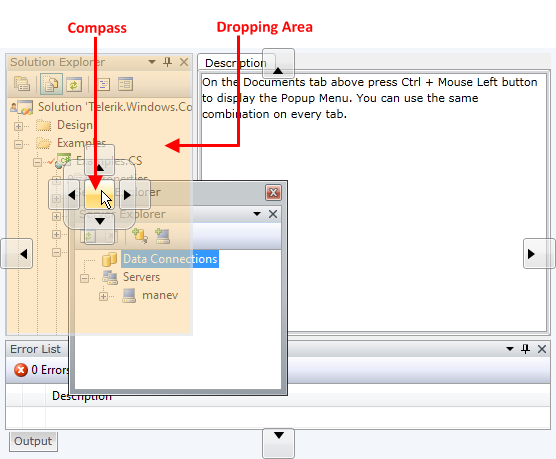 Compass
Dropping Area
Solution Explorer
Description
On the Documents tab above press Ctrl + Mouse Left button
to display the Popup Menu. You can use the same
combination on every tab.
Solution 'Telerik.Windows.Co
Design
Examples
Examples.CS
Properties
Explorer
Server Explorer
Data Connections
Servers
manev
Error List
0 Errors
Description
Output